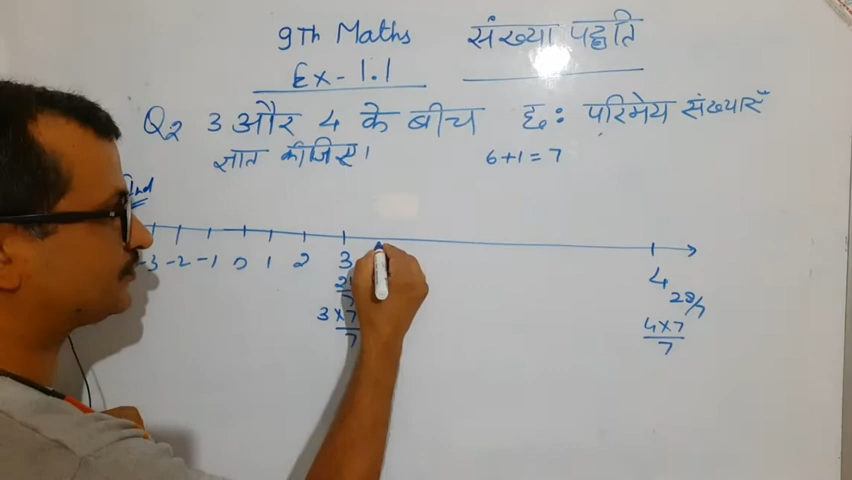 9Th Maths संख्या पद्धति
Ex-1.1
Q2 3 और 4 के बीच छः परिमेय संख्याएँ
ज्ञात कीजिए। 6+1=7
-3 -2 -1 0 1 2 3 4
28/7
3×7/7 4×7/7